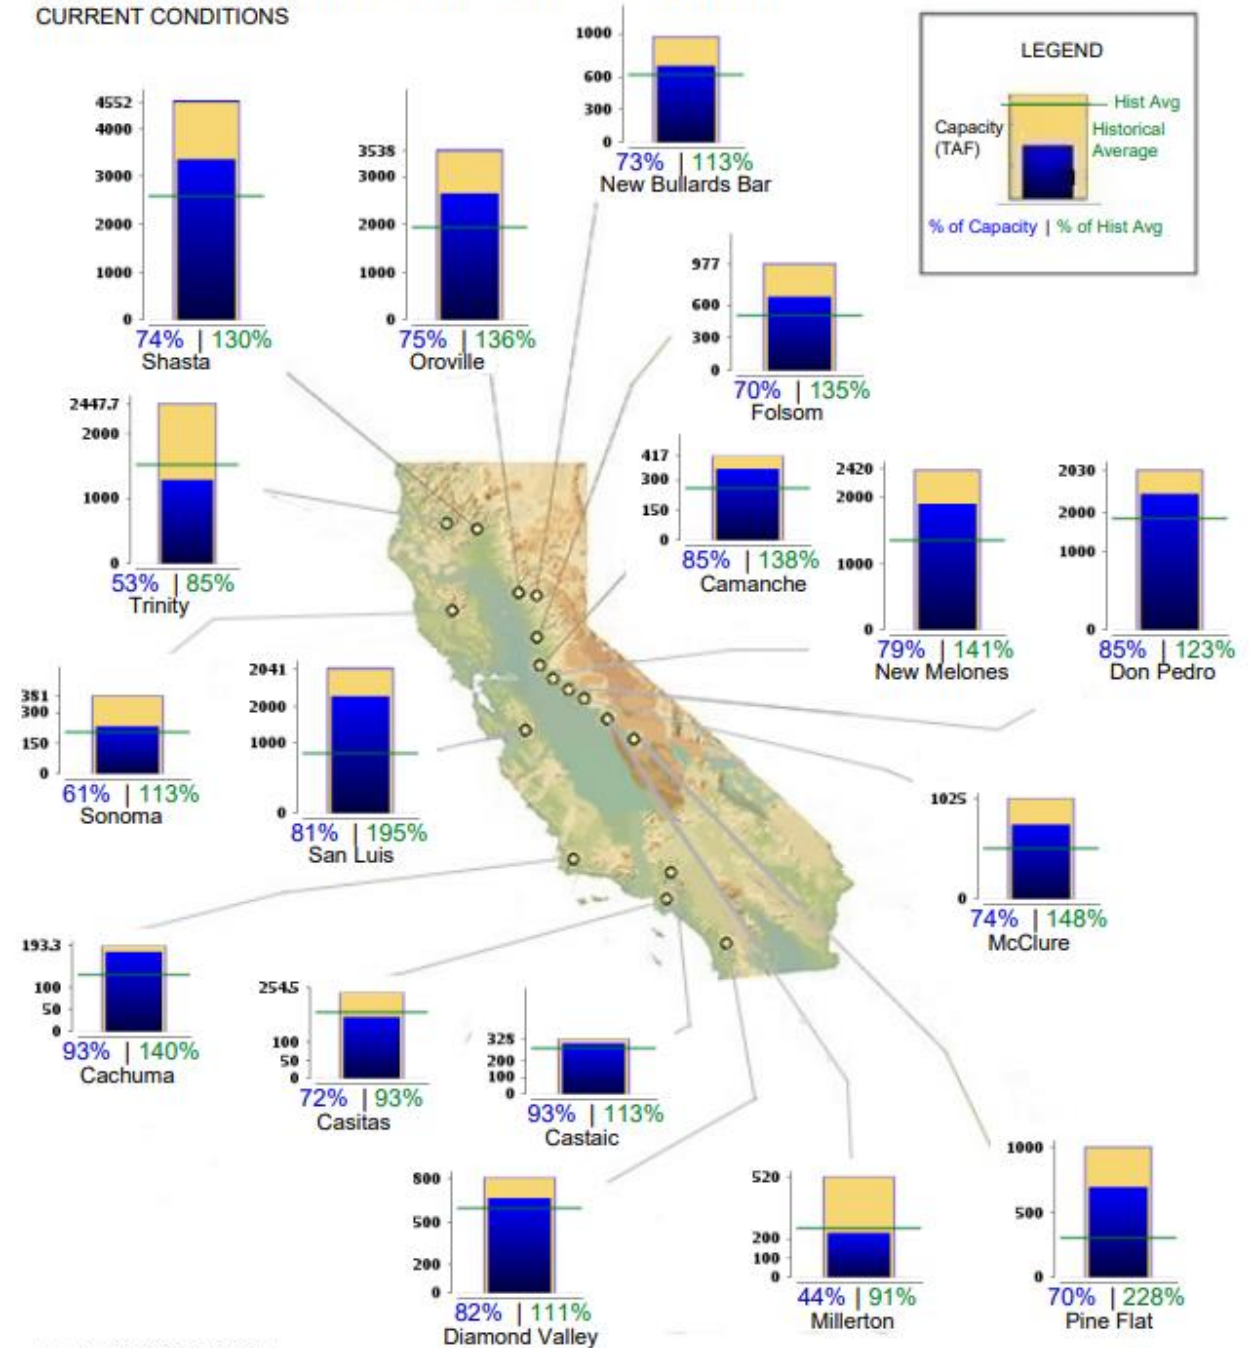 CURRENT CONDITIONS
4552
4000
3000
2000
1000
0
74% | 130%
Shasta
3538
3000
2000
1000
0
75% | 136%
Oroville
1000
600
300
0
73% | 113%
New Bullards Bar
LEGEND
Hist Avg
Capacity
(TAF)
Historical
Average
% of Capacity | % of Hist Avg
977
600
300
0
70% | 135%
Folsom
2447.7
2000
1000
0
53% | 85%
Trinity
417
300
150
0
85% | 138%
Camanche
2420
2000
1000
0
79% | 141%
New Melones
2030
2000
1000
0
85% | 123%
Don Pedro
381
300
150
0
61% | 113%
Sonoma
2041
2000
1000
0
81% | 195%
San Luis
1025
0
74% | 148%
McClure
193.3
100
50
0
93% | 140%
Cachuma
254.5
100
50
0
72% | 93%
Casitas
325
200
100
0
93% | 113%
Castaic
800
500
200
0
82% | 111%
Diamond Valley
520
200
100
0
44% | 91%
Millerton
1000
500
0
70% | 228%
Pine Flat